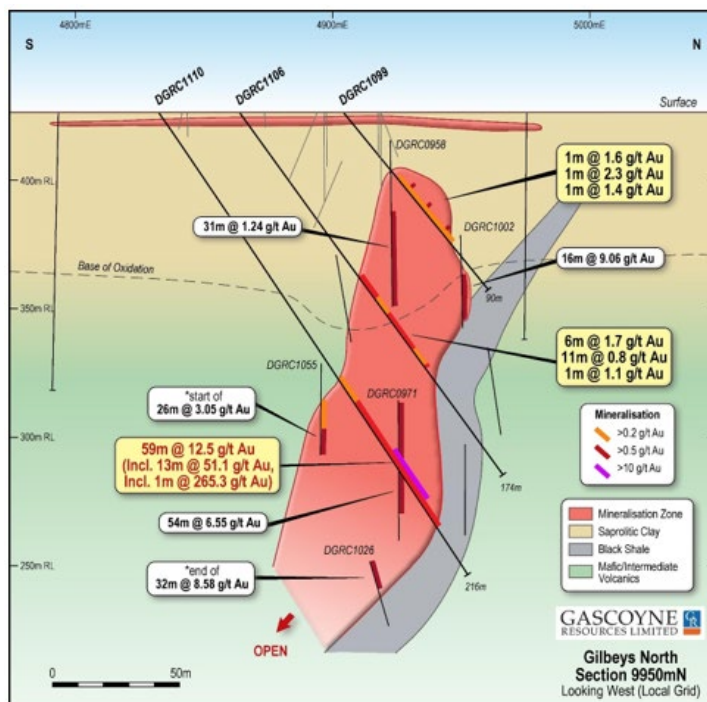 4800mE
4900mE
5000mE
S
N
DGRC1110
DGRC1106
DGRC1099
Surface
DGRC0958
400m RL
1m @ 1.6 g/t Au
1m @ 2.3 g/t Au
1m @ 1.4 g/t Au
31m @ 1.24 g/t Au
DGRC1002
16m @ 9.06 g/t Au
Base of Oxidation
90m
350m RL
6m @ 1.7 g/t Au
11m @ 0.8 g/t Au
1m @ 1.1 g/t Au
DGRC1055
DGRC0971
*start of
26m @ 3.05 g/t Au
Mineralisation
>0.2 g/t Au
>0.5 g/t Au
>10 g/t Au
300m RL
59m @ 12.5 g/t Au
(Incl. 13m @ 51.1 g/t Au,
Incl. 1m @ 265.3 g/t Au)
174m
54m @ 6.55 g/t Au
Mineralisation Zone
Saprolitic Clay
Black Shale
Mafic/Intermediate
Volcanics
250m RL
DGRC1026
*end of
32m @ 8.58 g/t Au
216m
OPEN
GASCOYNE
RESOURCES LIMITED
GR
Gilbeys North
Section 9950mN
Looking West (Local Grid)
0
50m